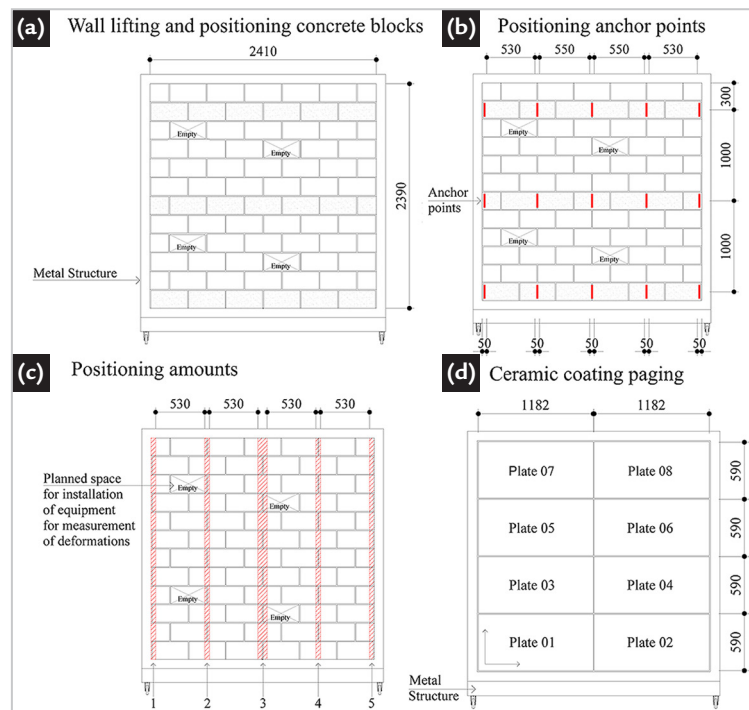 (a) Wall lifting and positioning concrete blocks
2410
Empty
Empty
2390
Empty
Empty
Metal Structure
(b) Positioning anchor points
530 550 550 530
300
Empty
Empty
1000
Anchor
points
Empty
Empty
1000
50 50 50 50 50
(c) Positioning amounts
530 530 530 530
Planned space
for installation
of equipment
for measurement
of deformations
Empty
Empty
Empty
Empty
1 2 3 4 5
(d) Ceramic coating paging
1182 1182
Plate 07 Plate 08 590
Plate 05 Plate 06 590
Plate 03 Plate 04 590
Plate 01 Plate 02 590
Metal
Structure